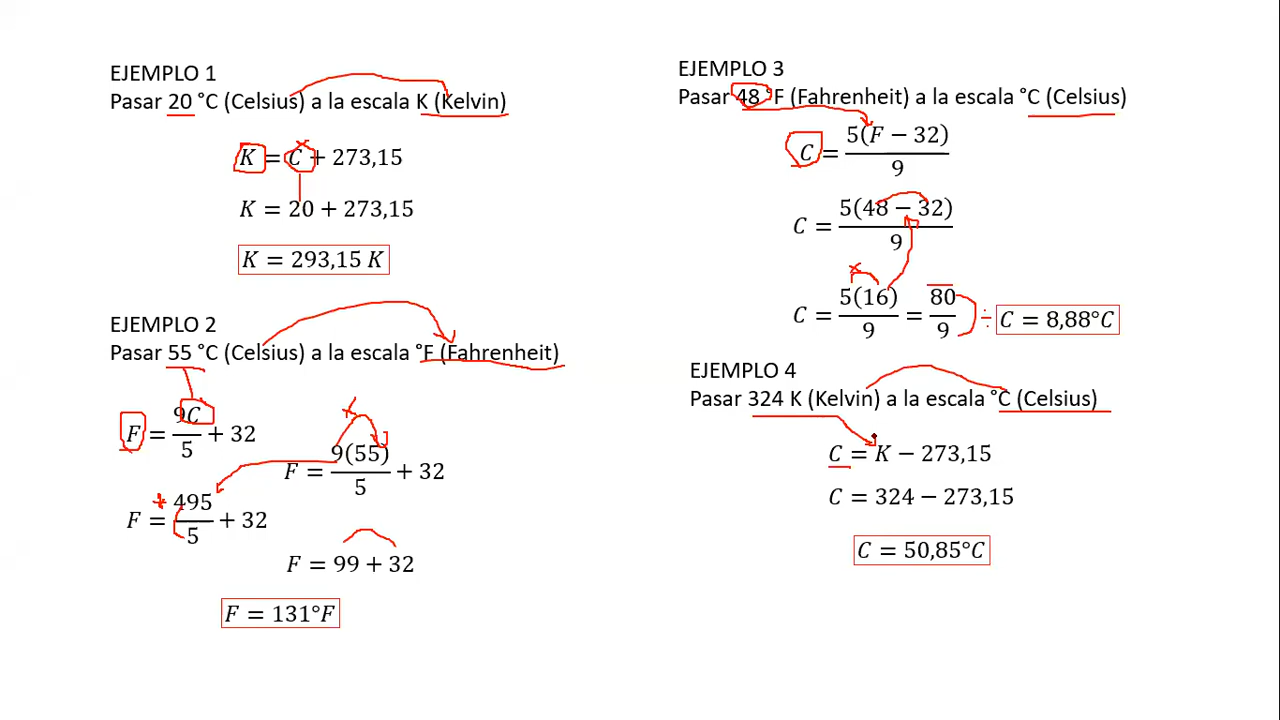 EJEMPLO 1
Pasar 20 °C (Celsius) a la escala K (Kelvin)
K = C + 273,15
K = 20 + 273,15
K = 293,15 K
EJEMPLO 2
Pasar 55 °C (Celsius) a la escala °F (Fahrenheit)
F = 9C/5 + 32
F = 9(55)/5 + 32
F = 495/5 + 32
F = 99 + 32
F = 131°F
EJEMPLO 3
Pasar 48 °F (Fahrenheit) a la escala °C (Celsius)
C = 5(F − 32)/9
C = 5(48 − 32)/9
C = 5(16)/9 = 80/9 ÷ C = 8,88°C
EJEMPLO 4
Pasar 324 K (Kelvin) a la escala °C (Celsius)
C = K − 273,15
C = 324 − 273,15
C = 50,85°C